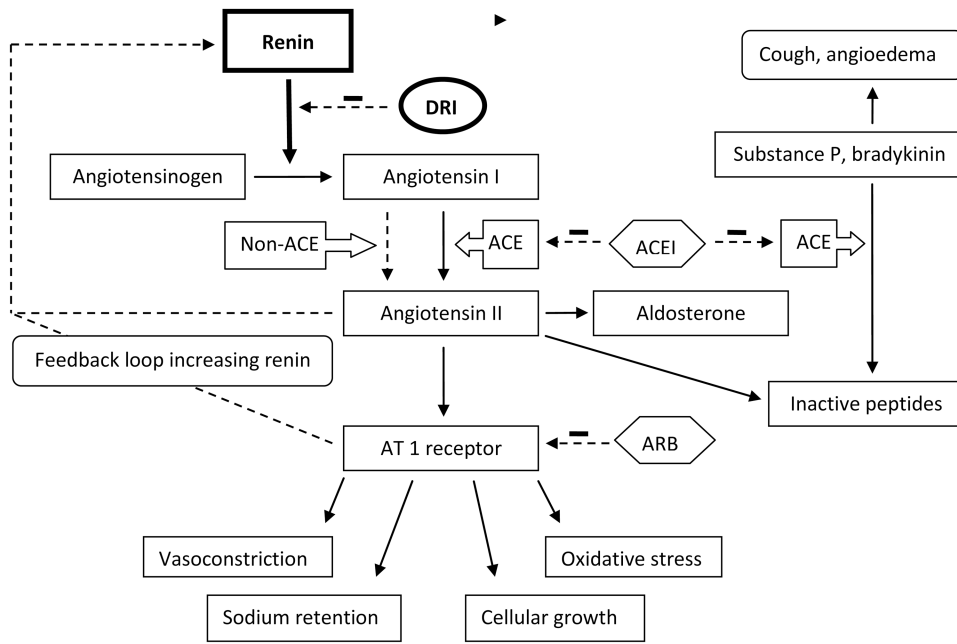 Renin
Cough, angioedema
DRI
Substance P, bradykinin
Angiotensinogen
Angiotensin I
Non-ACE
ACE
ACEI
ACE
Angiotensin II
Aldosterone
Feedback loop increasing renin
Inactive peptides
AT 1 receptor
ARB
Vasoconstriction
Oxidative stress
Sodium retention
Cellular growth